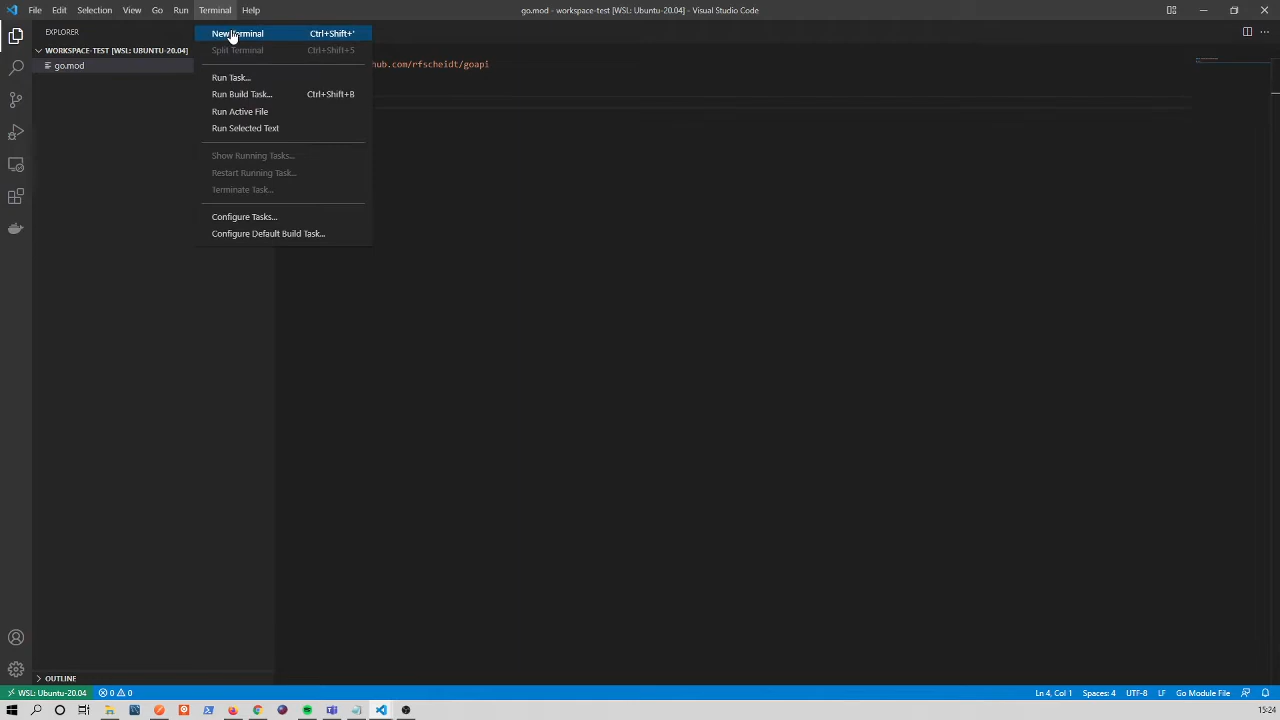 File Edit Selection View Go Run Terminal Help
go.mod - workspace-test [WSL: Ubuntu-20.04] - Visual Studio Code
EXPLORER
WORKSPACE-TEST [WSL: UBUNTU-20.04]
go.mod
New Terminal Ctrl+Shift+'
Split Terminal Ctrl+Shift+5
Run Task...
Run Build Task... Ctrl+Shift+B
Run Active File
Run Selected Text
Show Running Tasks...
Restart Running Task...
Terminate Task...
Configure Tasks...
Configure Default Build Task...
hub.com/rfscheidt/goapi
OUTLINE
WSL: Ubuntu-20.04 0 0
Ln 4, Col 1 Spaces: 4 UTF-8 LF Go Module File
15:24